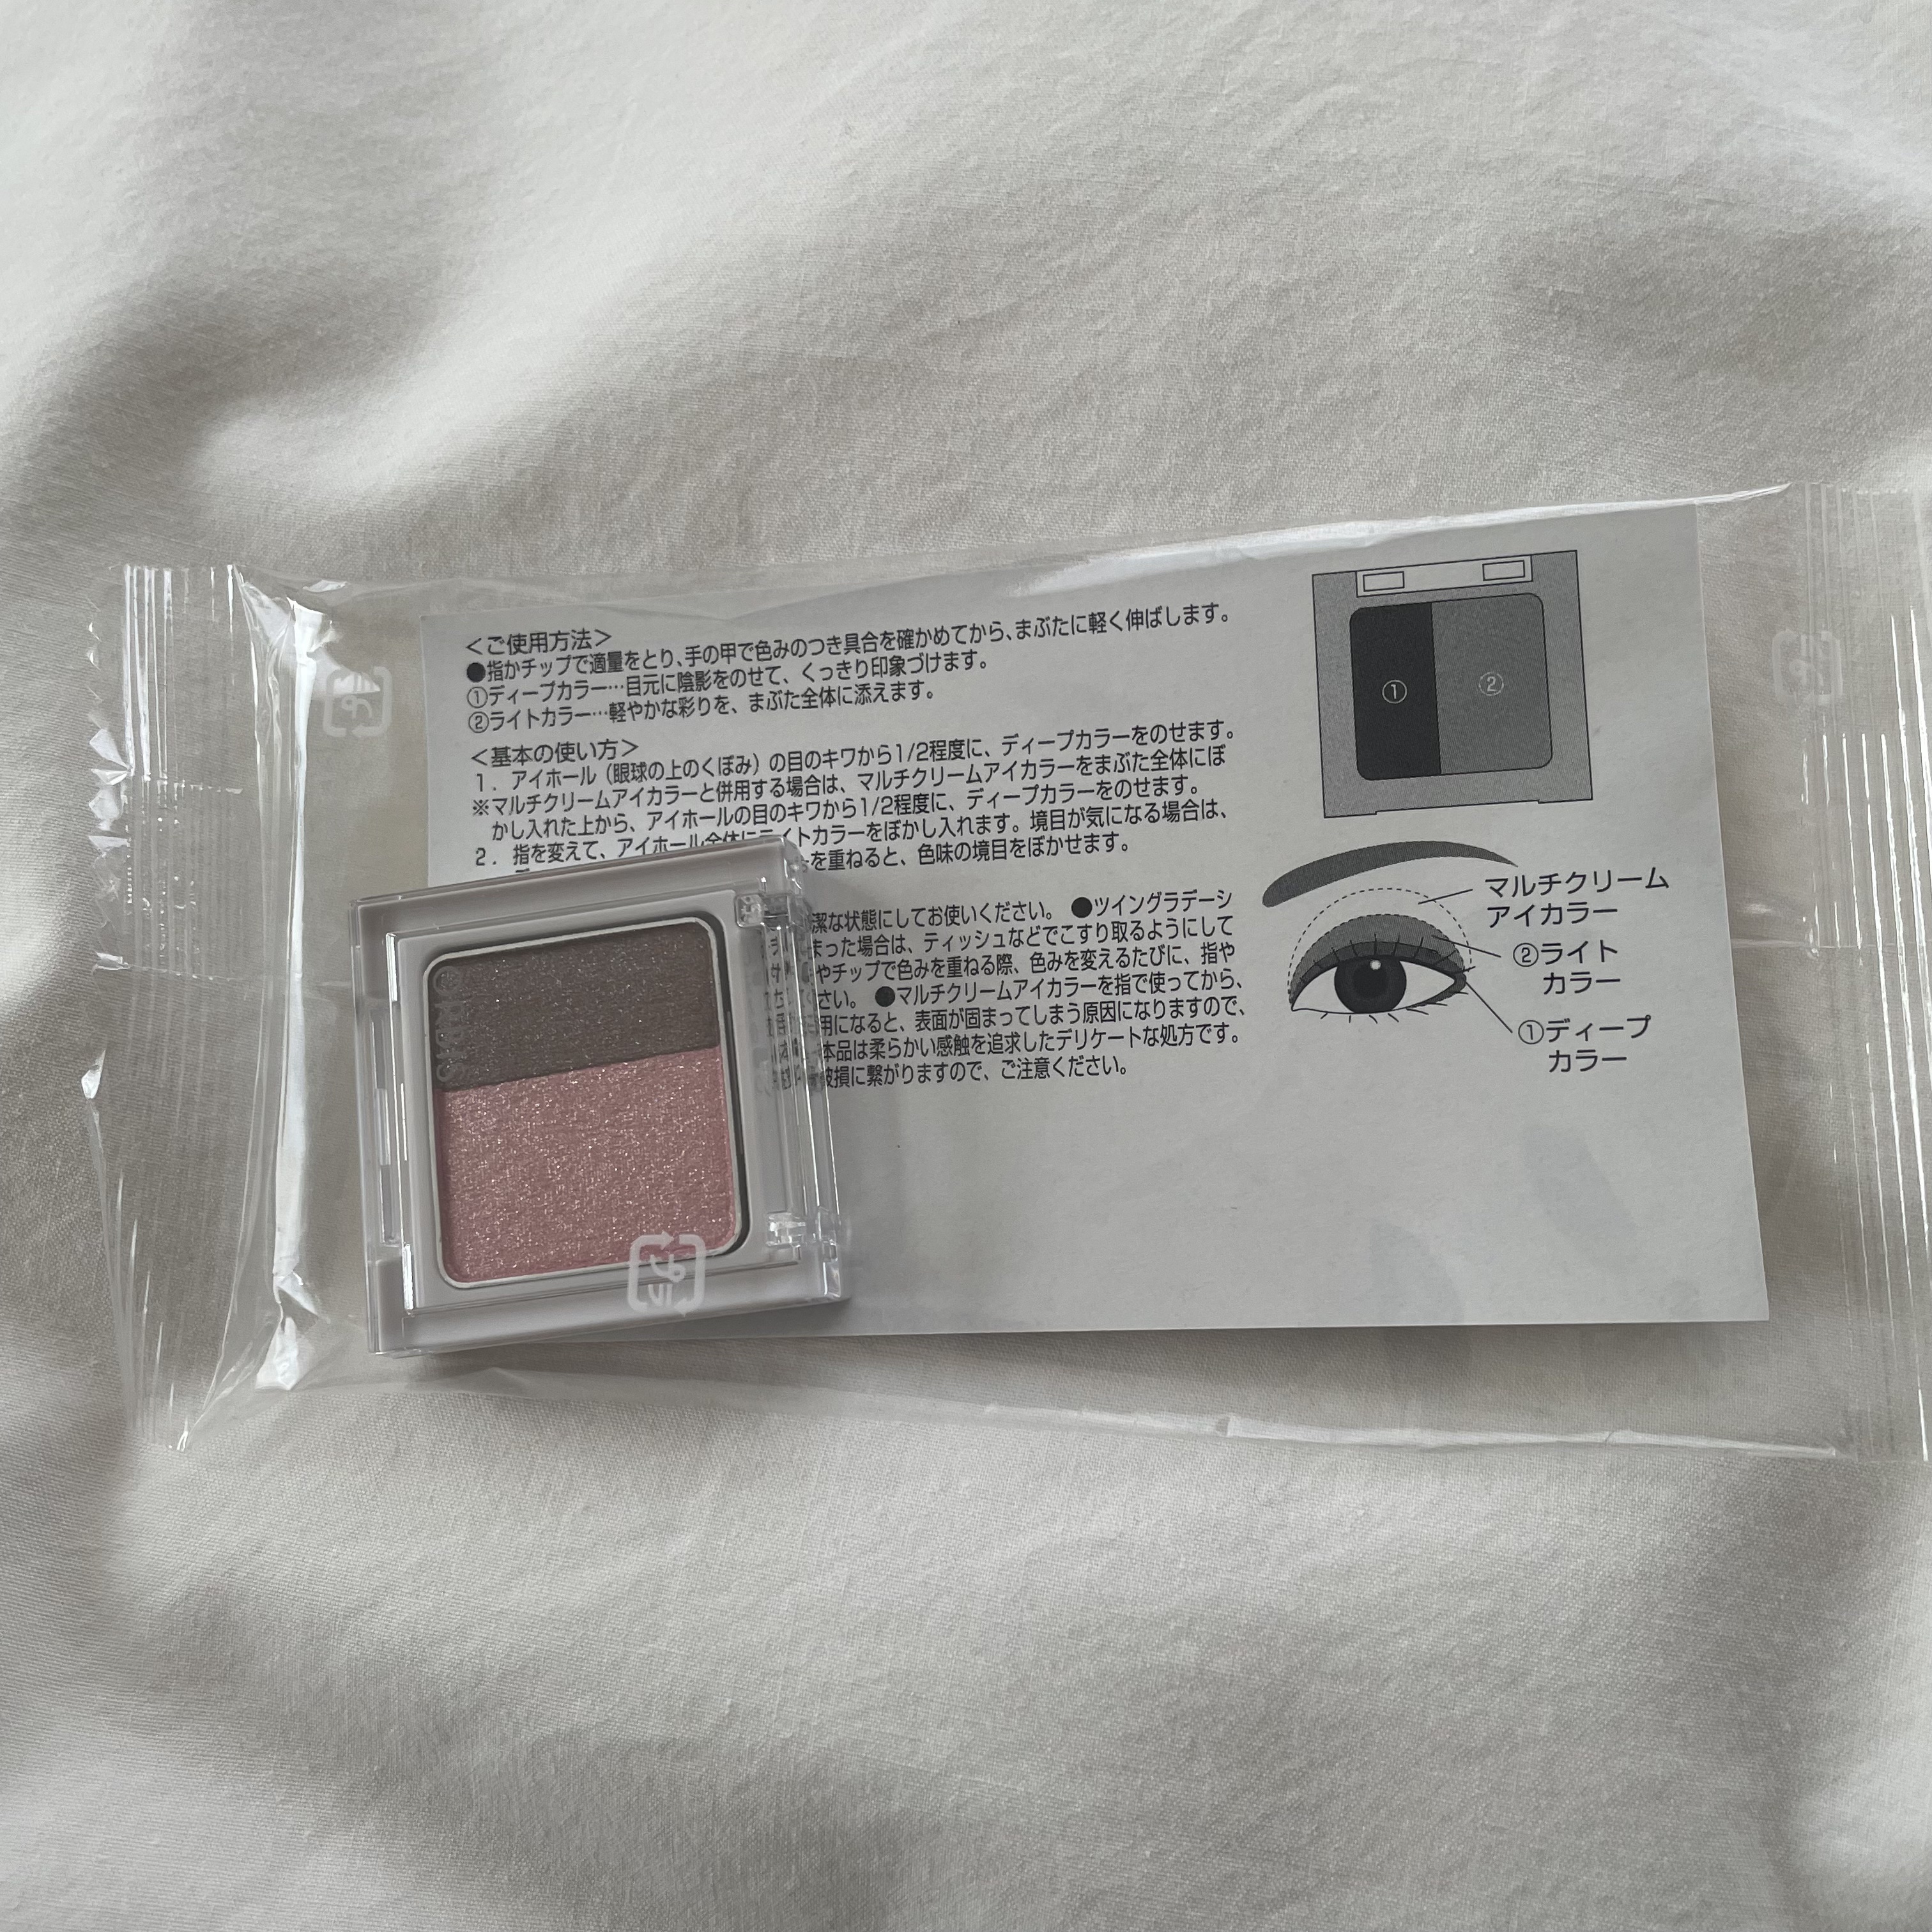 ＜ご使用方法＞
●指かチップで適量をとり、手の甲で色みのつき具合を確かめてから、まぶたに軽く伸ばします。
①ディープカラー…目元に陰影をのせて、くっきり印象づけます。
②ライトカラー…軽やかな彩りを、まぶた全体に添えます。
＜基本の使い方＞
1. アイホール（眼球の上のくぼみ）の目のキワから1/2程度に、ディープカラーをのせます。
※マルチクリームアイカラーと併用する場合は、マルチクリームアイカラーをまぶた全体にぼ
かし入れた上から、アイホールの目のキワから1/2程度に、ディープカラーをのせます。
2. 指を変えて、アイホール全体にライトカラーをぼかし入れます。境目が気になる場合は、
を重ねると、色味の境目をぼかせます。
潔な状態にしてお使いください。 ●ツイングラデーシ
まった場合は、ティッシュなどでこすり取るようにして
やチップで色みを重ねる際、色みを変えるたびに、指や
さい。 ●マルチクリームアイカラーを指で使ってから、
用になると、表面が固まってしまう原因になりますので、
本品は柔らかい感触を追求したデリケートな処方です。
破損に繋がりますので、ご注意ください。
①
②
マルチクリーム
アイカラー
②ライト
カラー
①ディープ
カラー
ORBIS
プラ
プラ
プラ